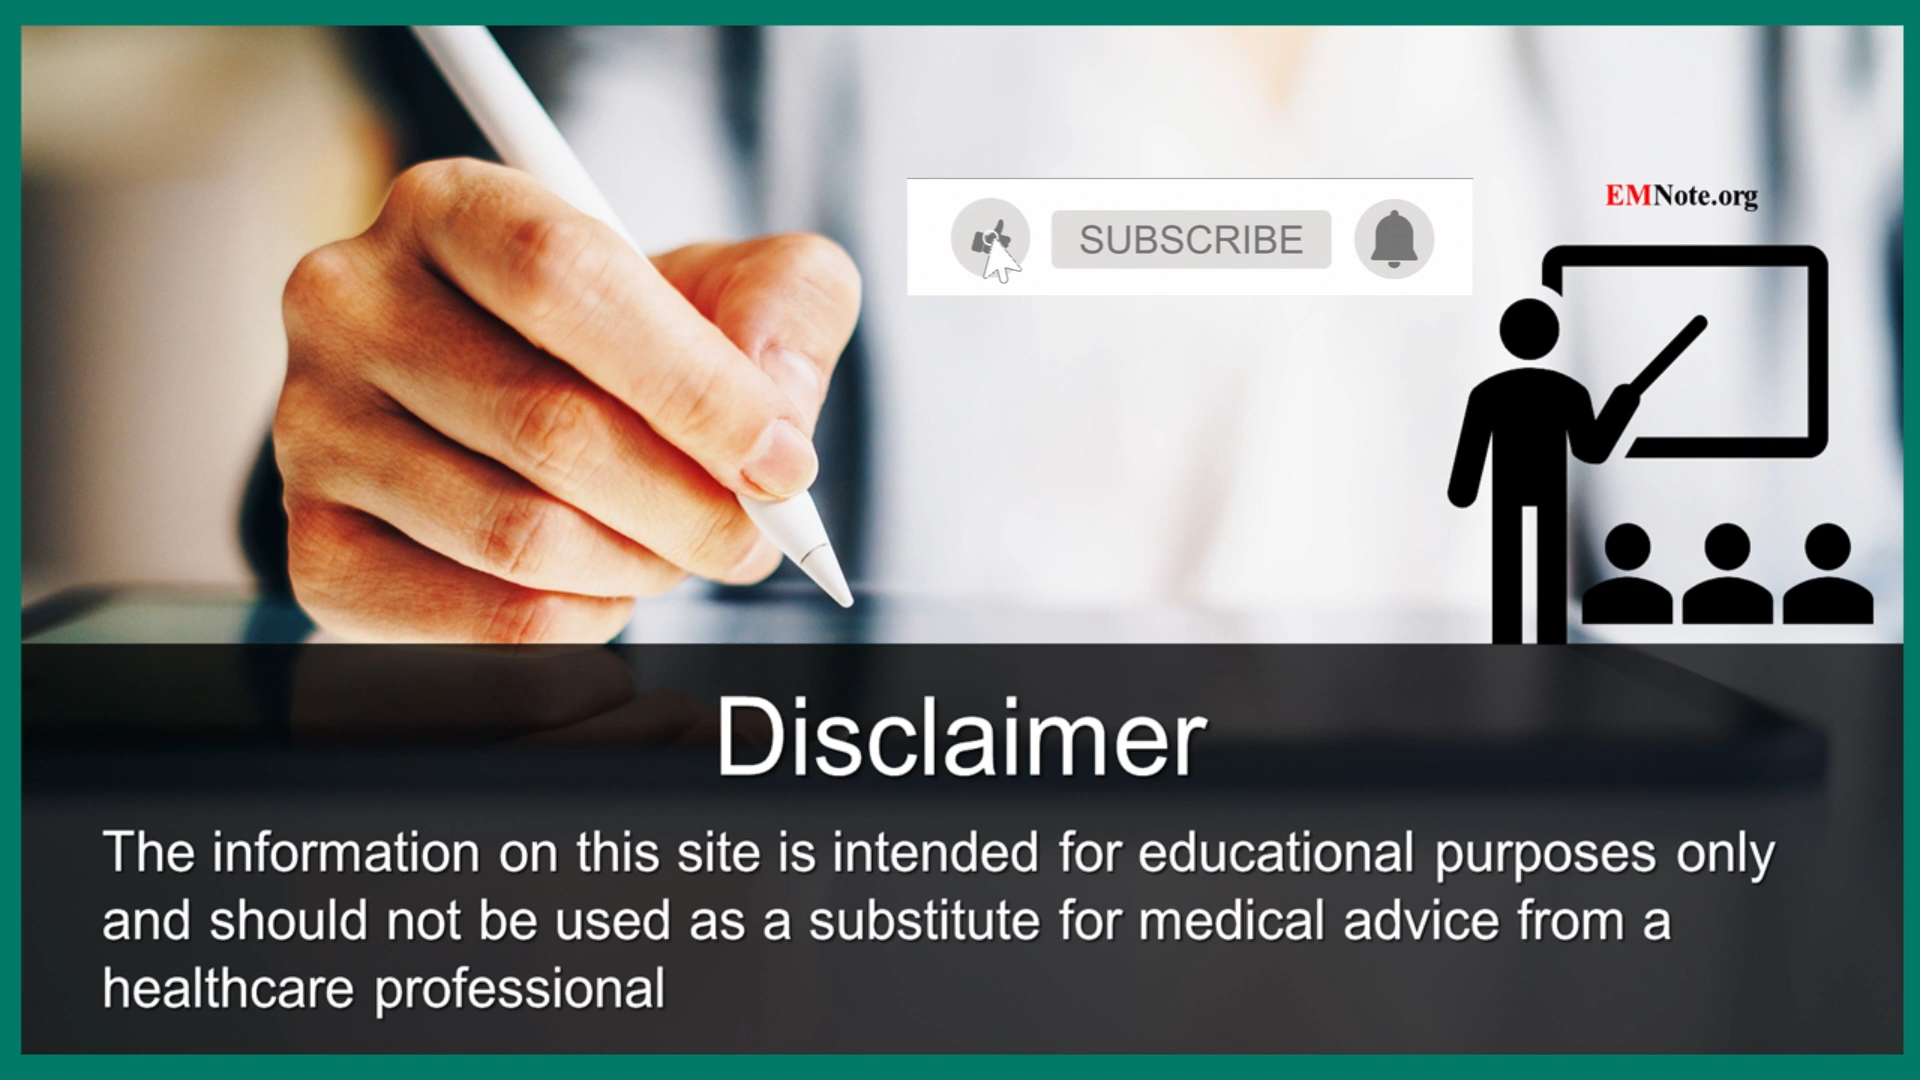 EMNote.org
SUBSCRIBE
Disclaimer
The information on this site is intended for educational purposes only
and should not be used as a substitute for medical advice from a
healthcare professional